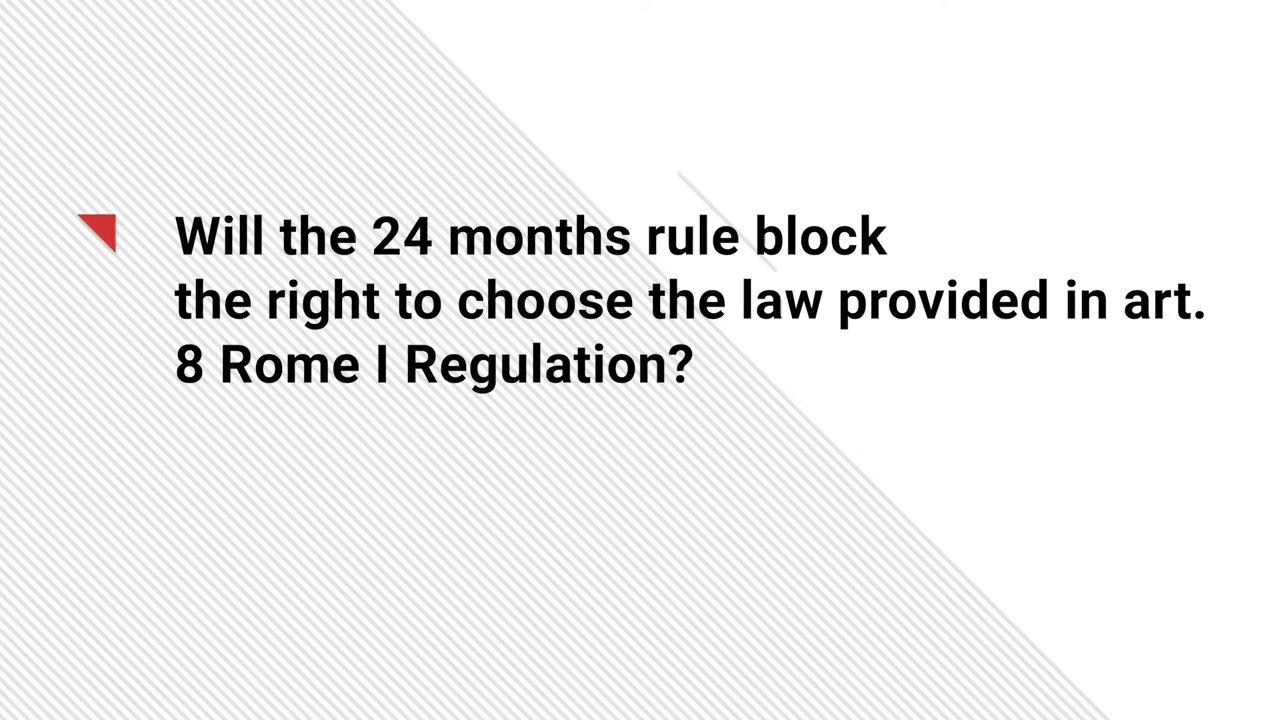 Will the 24 months rule block
the right to choose the law provided in art.
8 Rome I Regulation?